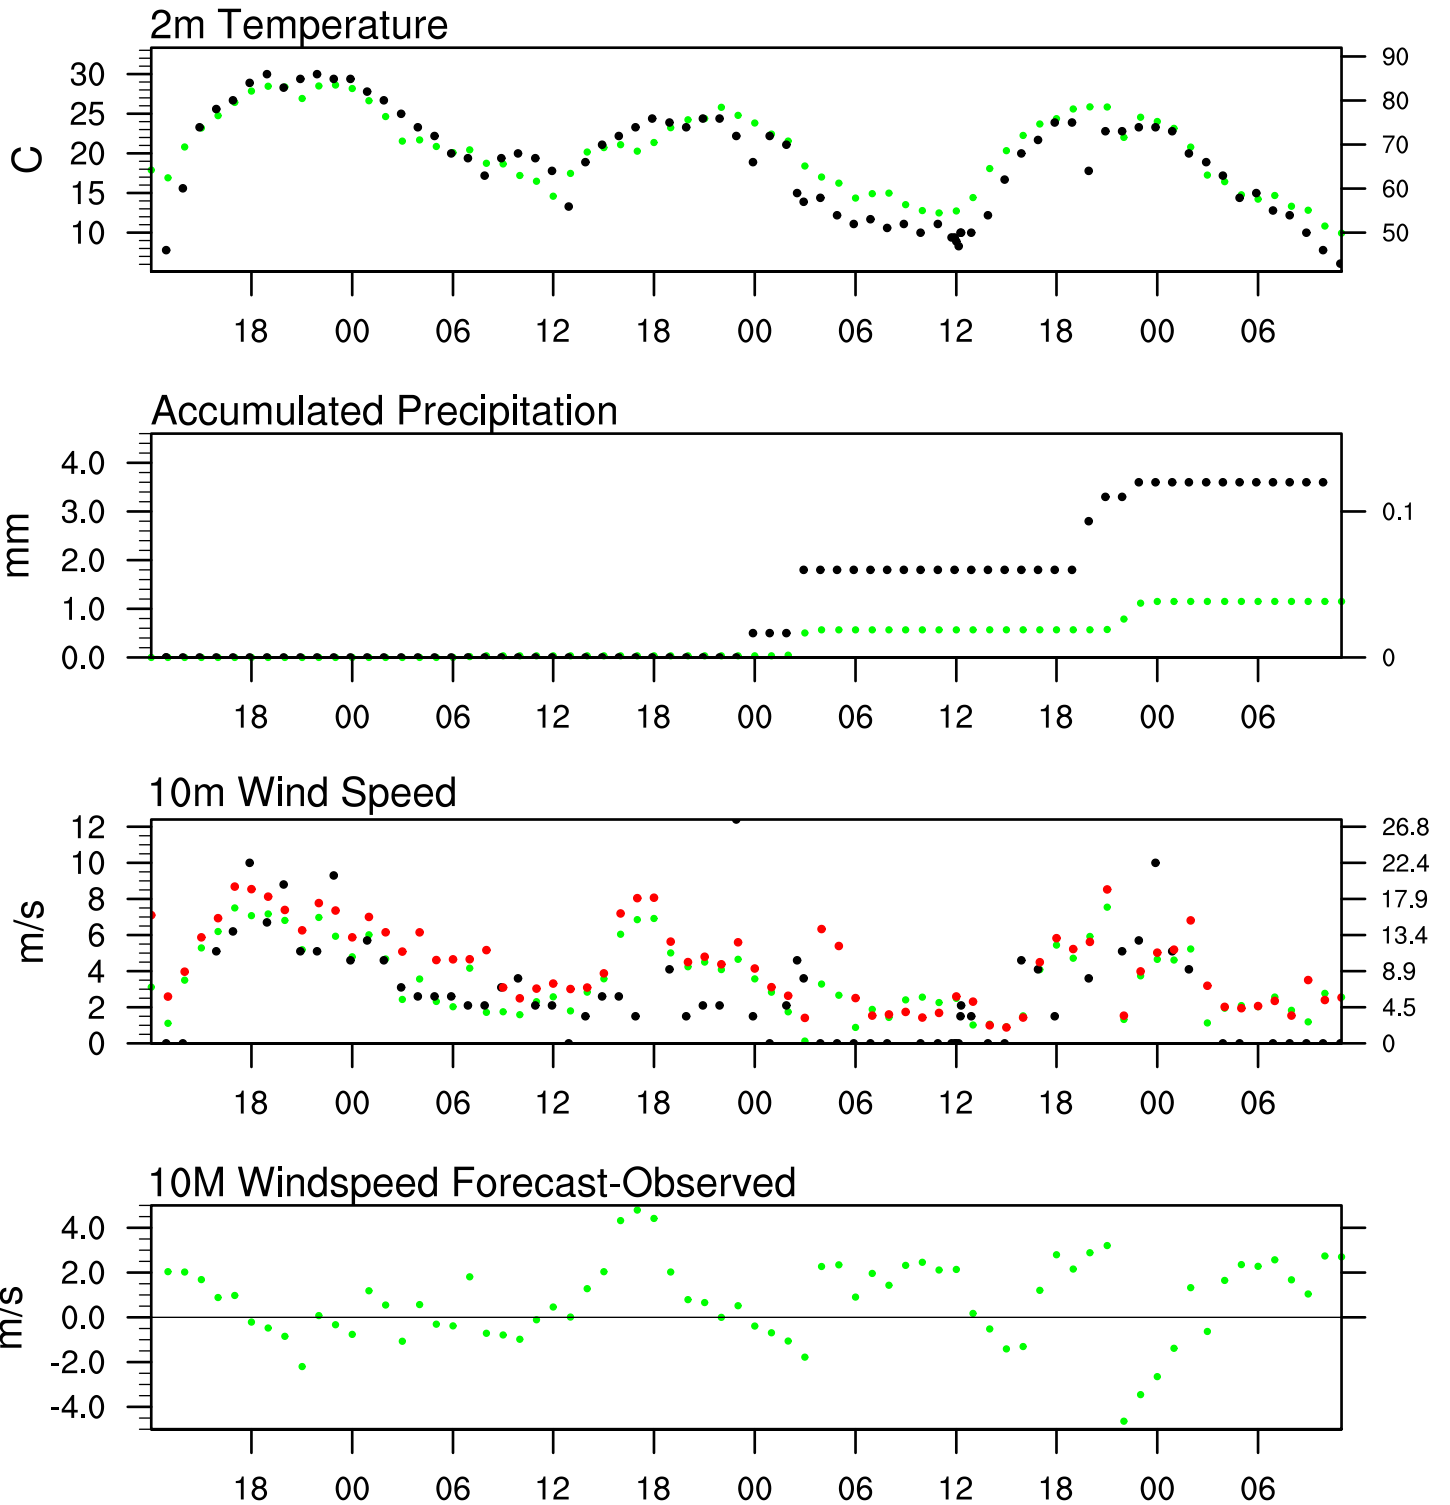 2m Temperature
30 90
25 80
20 70
15 60
10 50
C
18 00 06 12 18 00 06 12 18 00 06
Accumulated Precipitation
4.0
3.0 0.1
2.0
1.0
0.0 0
mm
18 00 06 12 18 00 06 12 18 00 06
10m Wind Speed
12 26.8
10 22.4
8 17.9
6 13.4
4 8.9
2 4.5
0 0
m/s
18 00 06 12 18 00 06 12 18 00 06
10M Windspeed Forecast-Observed
4.0
2.0
0.0
-2.0
-4.0
m/s
18 00 06 12 18 00 06 12 18 00 06